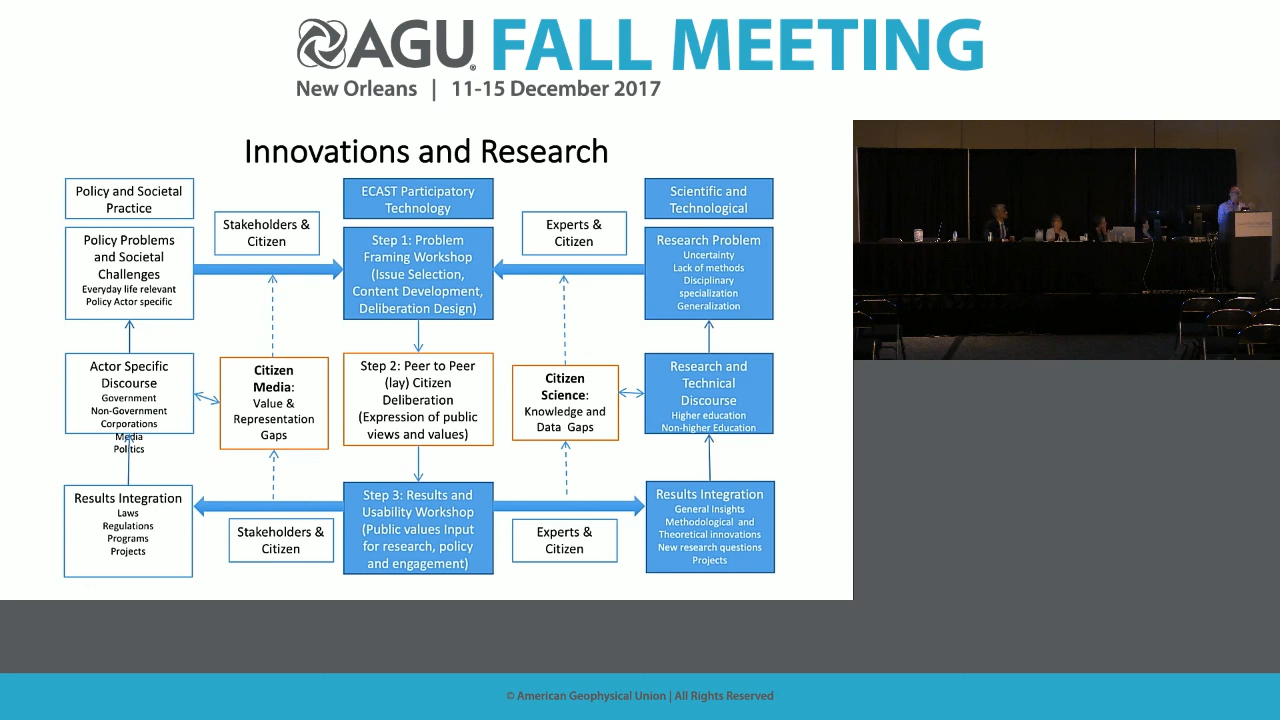 AGU FALL MEETING
New Orleans | 11-15 December 2017
Innovations and Research
Policy and Societal
Practice
ECAST Participatory
Technology
Scientific and
Technological
Stakeholders &
Citizen
Experts &
Citizen
Policy Problems
and Societal
Challenges
Everyday life relevant
Policy Actor specific
Step 1: Problem
Framing Workshop
(Issue Selection,
Content Development,
Deliberation Design)
Research Problem
Uncertainty
Lack of methods
Disciplinary
specialization
Generalization
Actor Specific
Discourse
Government
Non-Government
Corporations
Media
Politics
Citizen
Media:
Value &
Representation
Gaps
Step 2: Peer to Peer
(lay) Citizen
Deliberation
(Expression of public
views and values)
Citizen
Science:
Knowledge and
Data Gaps
Research and
Technical
Discourse
Higher education
Non-higher Education
Results Integration
Laws
Regulations
Programs
Projects
Stakeholders &
Citizen
Step 3: Results and
Usability Workshop
(Public values Input
for research, policy
and engagement)
Experts &
Citizen
Results Integration
General Insights
Methodological and
Theoretical innovations
New research questions
Projects
© American Geophysical Union | All Rights Reserved